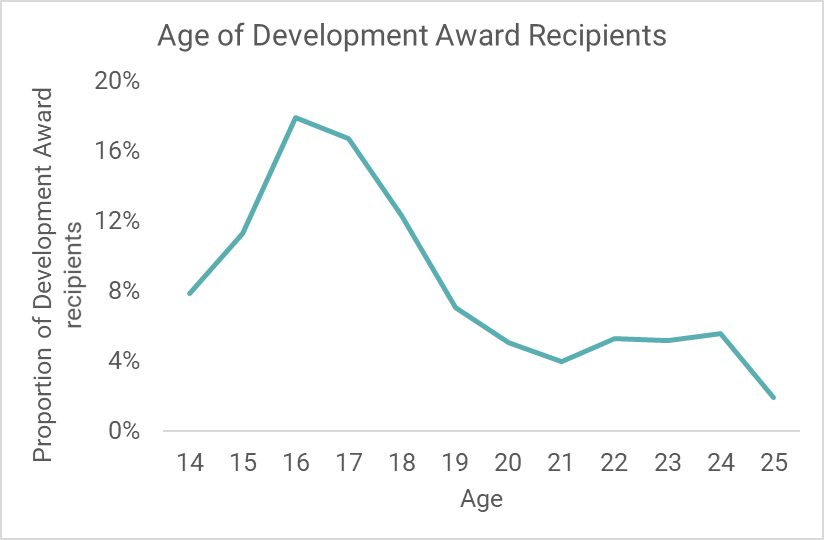 Age of Development Award Recipients
Proportion of Development Award
recipients
20%
16%
12%
8%
4%
0%
14 15 16 17 18 19 20 21 22 23 24 25
Age